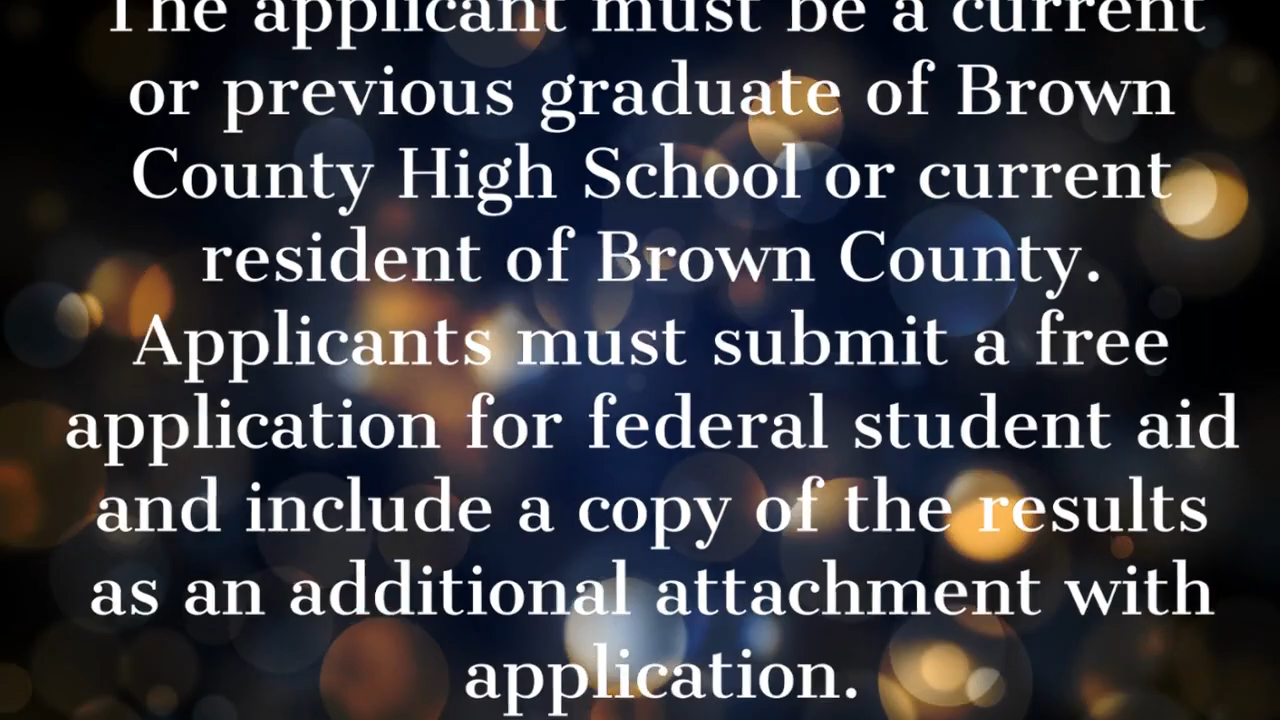 The applicant must be a current
or previous graduate of Brown
County High School or current
resident of Brown County.
Applicants must submit a free
application for federal student aid
and include a copy of the results
as an additional attachment with
application.